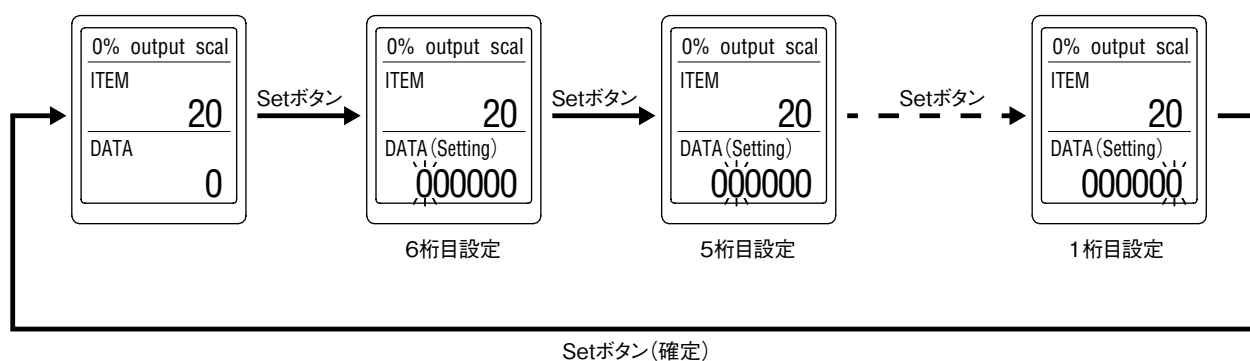 0% output scal
ITEM
20
DATA
0
Setボタン
0% output scal
ITEM
20
DATA(Setting)
000000
6桁目設定
Setボタン
0% output scal
ITEM
20
DATA(Setting)
000000
5桁目設定
Setボタン
0% output scal
ITEM
20
DATA(Setting)
000000
1桁目設定
Setボタン(確定)